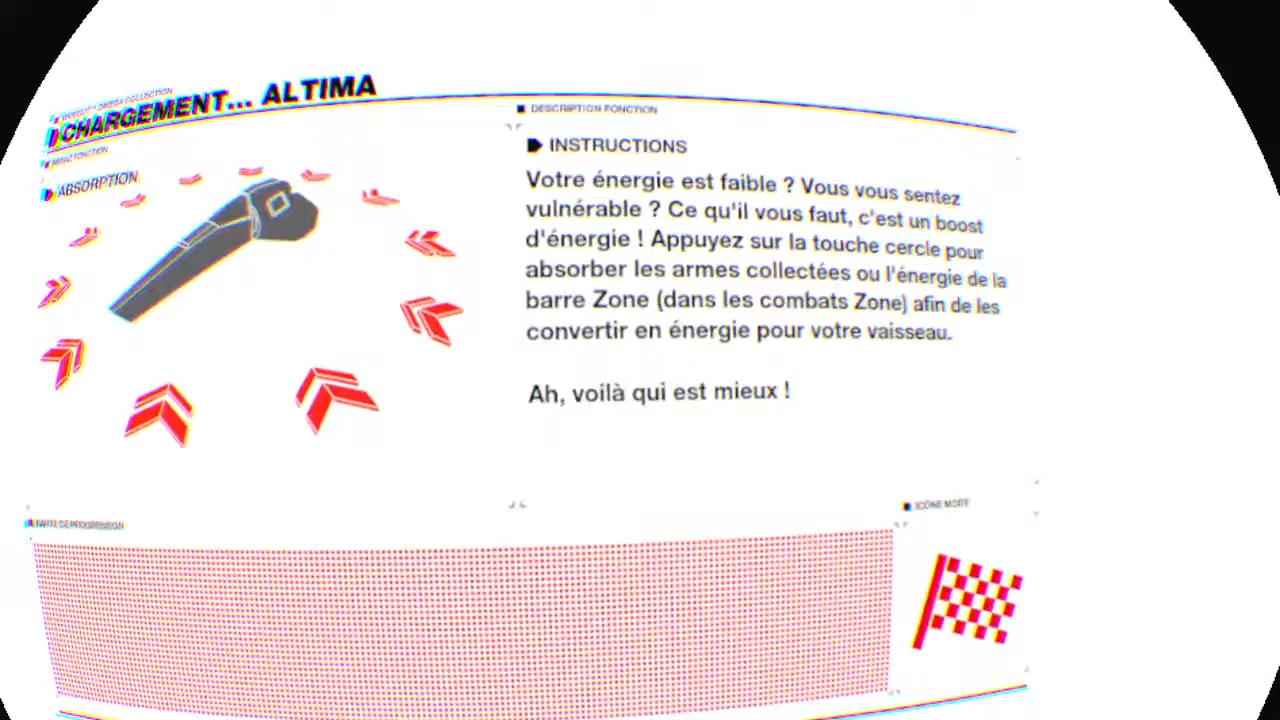 CHARGEMENT... ALTIMA
DESCRIPTION FONCTION
IMAGE FONCTION
ABSORPTION
INSTRUCTIONS
Votre énergie est faible ? Vous vous sentez
vulnérable ? Ce qu'il vous faut, c'est un boost
d'énergie ! Appuyez sur la touche cercle pour
absorber les armes collectées ou l'énergie de la
barre Zone (dans les combats Zone) afin de les
convertir en énergie pour votre vaisseau.
Ah, voilà qui est mieux !
ICÔNE MODE
BARRE DE PROGRESSION